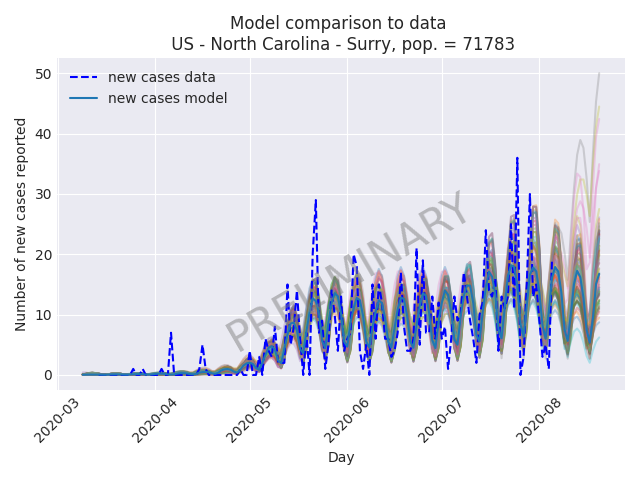 Model comparison to data
US - North Carolina - Surry, pop. = 71783
new cases data
new cases model
PRELIMINARY
Number of new cases reported
50
40
30
20
10
0
2020-03
2020-04
2020-05
2020-06
2020-07
2020-08
Day